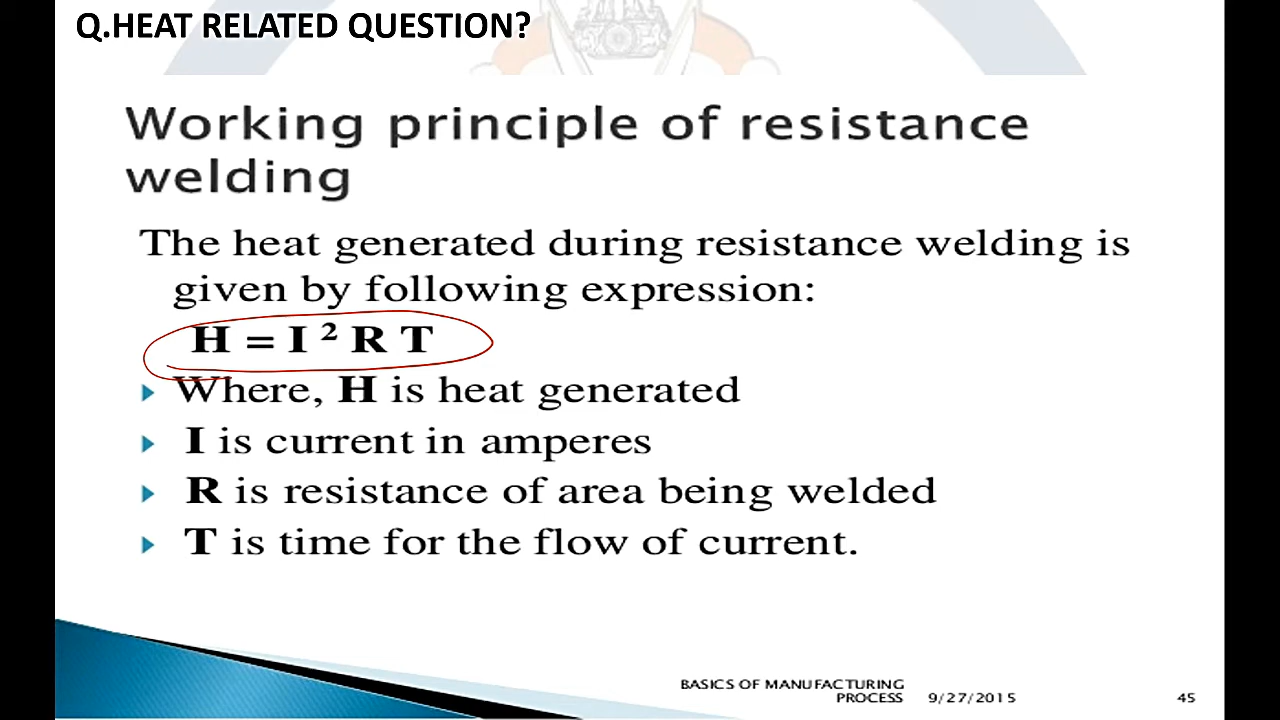 Q.HEAT RELATED QUESTION?
Working principle of resistance
welding
The heat generated during resistance welding is
given by following expression:
H = I ² R T
Where, H is heat generated
I is current in amperes
R is resistance of area being welded
T is time for the flow of current.
BASICS OF MANUFACTURING
PROCESS 9/27/2015 45